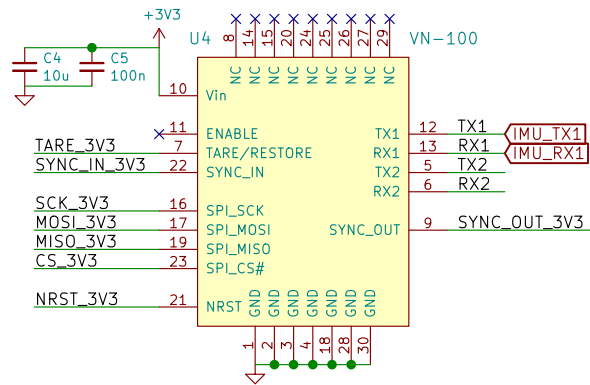 +3V3
U4
VN-100
8
14
15
20
24
25
26
27
29
C4
10u
C5
100n
NC
NC
NC
NC
NC
NC
NC
NC
NC
10
Vin
11
ENABLE
TX1
12
TX1
IMU_TX1
TARE_3V3
7
TARE/RESTORE
RX1
13
RX1
IMU_RX1
SYNC_IN_3V3
22
SYNC_IN
TX2
5
TX2
RX2
6
RX2
SCK_3V3
16
SPI_SCK
MOSI_3V3
17
SPI_MOSI
SYNC_OUT
9
SYNC_OUT_3V3
MISO_3V3
19
SPI_MISO
CS_3V3
23
SPI_CS#
NRST_3V3
21
NRST
GND
GND
GND
GND
GND
GND
GND
1
2
3
4
18
28
30